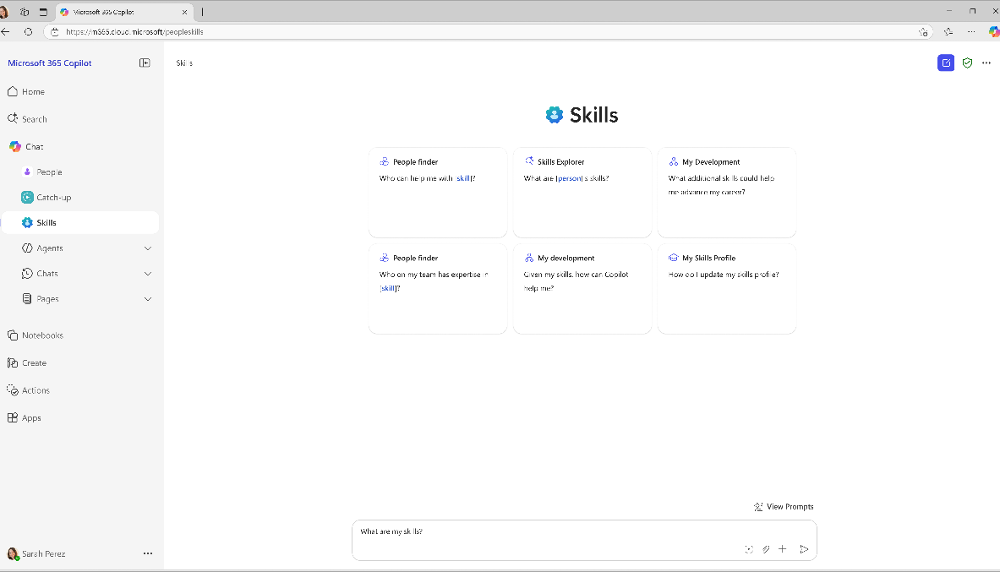 Microsoft 365 Copilot
https://m365.cloud.microsoft/peopleskills
Microsoft 365 Copilot
Home
Search
Chat
People
Catch-up
Skills
Agents
Chats
Pages
Notebooks
Create
Actions
Apps
Sarah Perez
Skills
Skills
People finder
Who can help me with [skill]?
Skills Explorer
What are [person]'s skills?
My Development
What additional skills could help
me advance my career?
People finder
Who on my team has expertise in
[skill]?
My development
Given my skills, how can Copilot
help me?
My Skills Profile
How do I update my skills profile?
View Prompts
What are my skills?